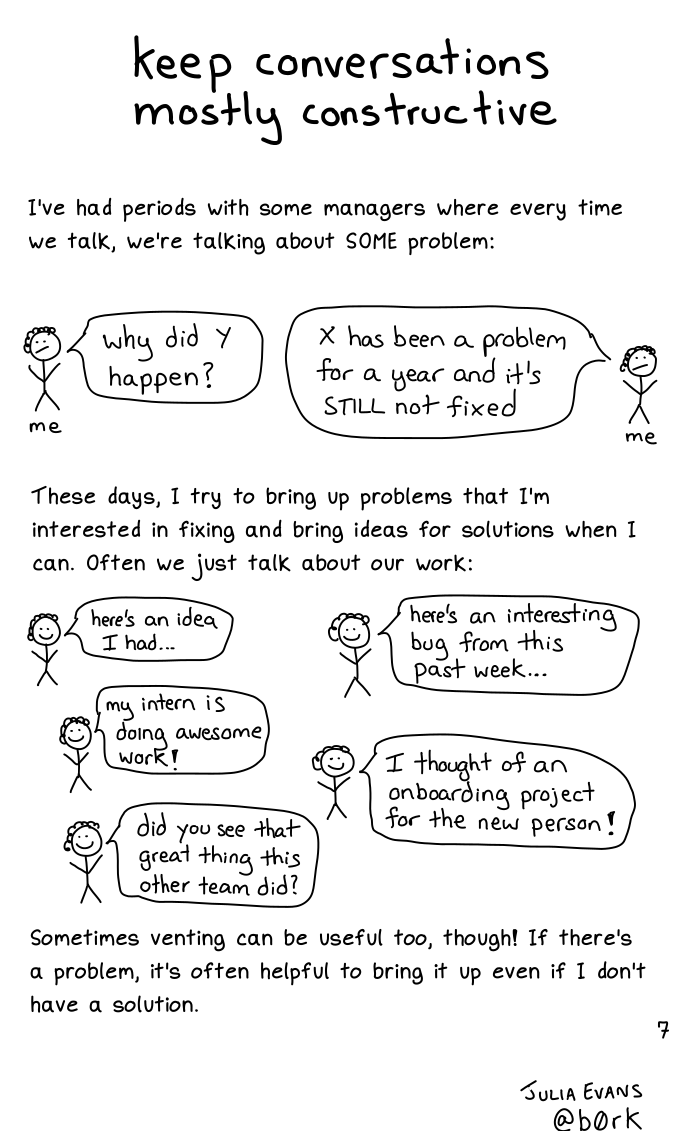 keep conversations
mostly constructive
I've had periods with some managers where every time
we talk, we're talking about SOME problem:
why did Y
happen?
me
X has been a problem
for a year and it's
STILL not fixed
me
These days, I try to bring up problems that I'm
interested in fixing and bring ideas for solutions when I
can. Often we just talk about our work:
here's an idea
I had...
here's an interesting
bug from this
past week...
my intern is
doing awesome
work!
I thought of an
onboarding project
for the new person!
did you see that
great thing this
other team did?
Sometimes venting can be useful too, though! If there's
a problem, it's often helpful to bring it up even if I don't
have a solution.
7
JULIA EVANS
@b0rk